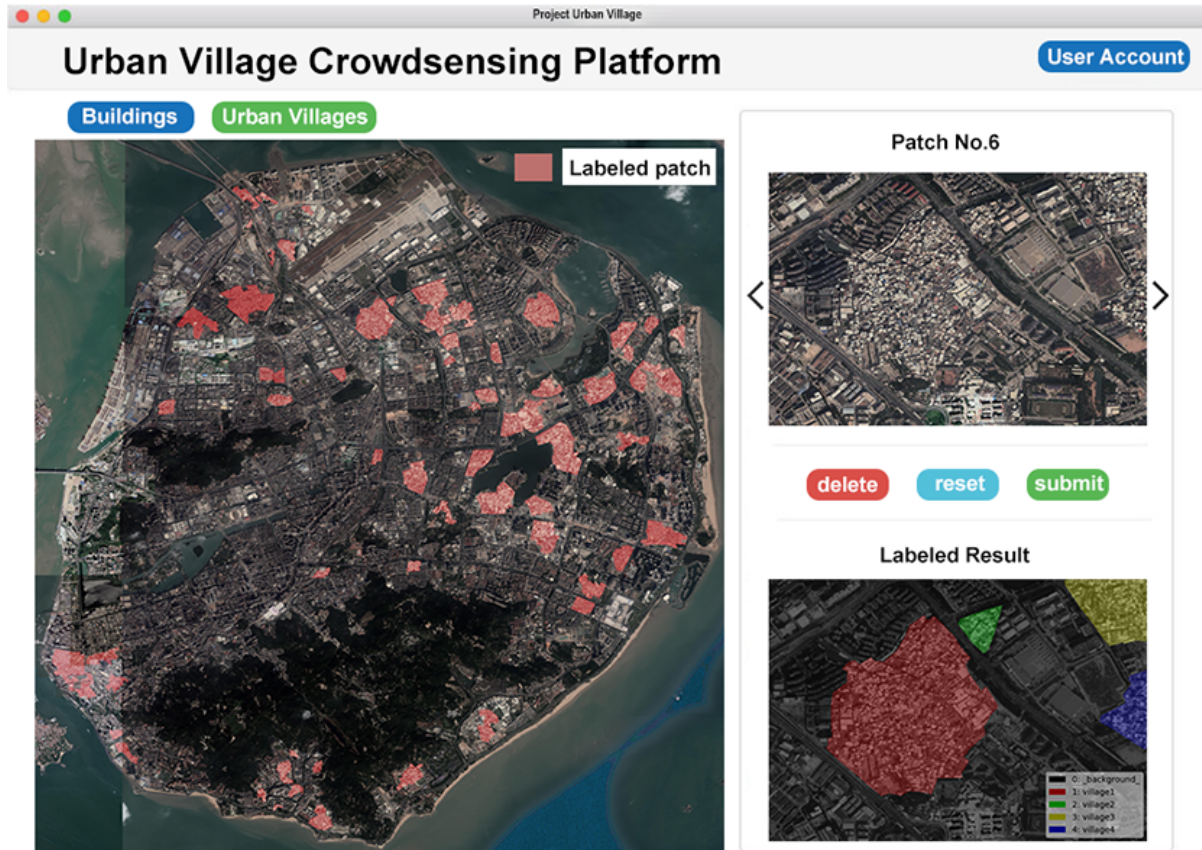 Project Urban Village
Urban Village Crowdsensing Platform
User Account
Buildings
Urban Villages
Labeled patch
Patch No.6
delete
reset
submit
Labeled Result
0: _background_
1: village1
2: village2
3: village3
4: village4